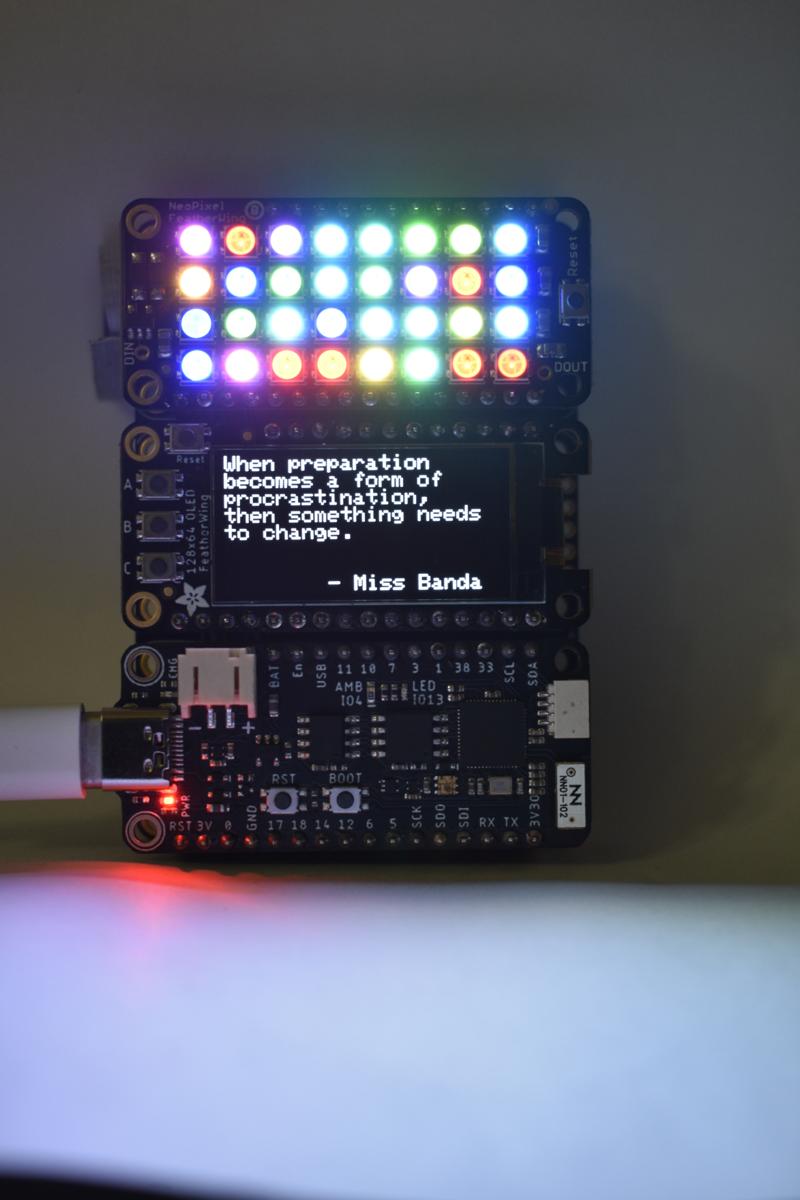 NeoPixel
FeatherWing
B
Reset
DIN
DOUT
Reset
A
B
C
128x64 OLED
FeatherWing
When preparation
becomes a form of
procrastination,
then something needs
to change.
- Miss Banda
CHG
BAT
En
USB
11
10
7
3
1
38
33
SCL
SDA
AMB
IO4
LED
IO13
- +
RST
BOOT
PWR
NN01-102
RST
3V
0
GND
17
18
14
12
6
5
SCK
SDO
SDI
RX
TX
3V3O